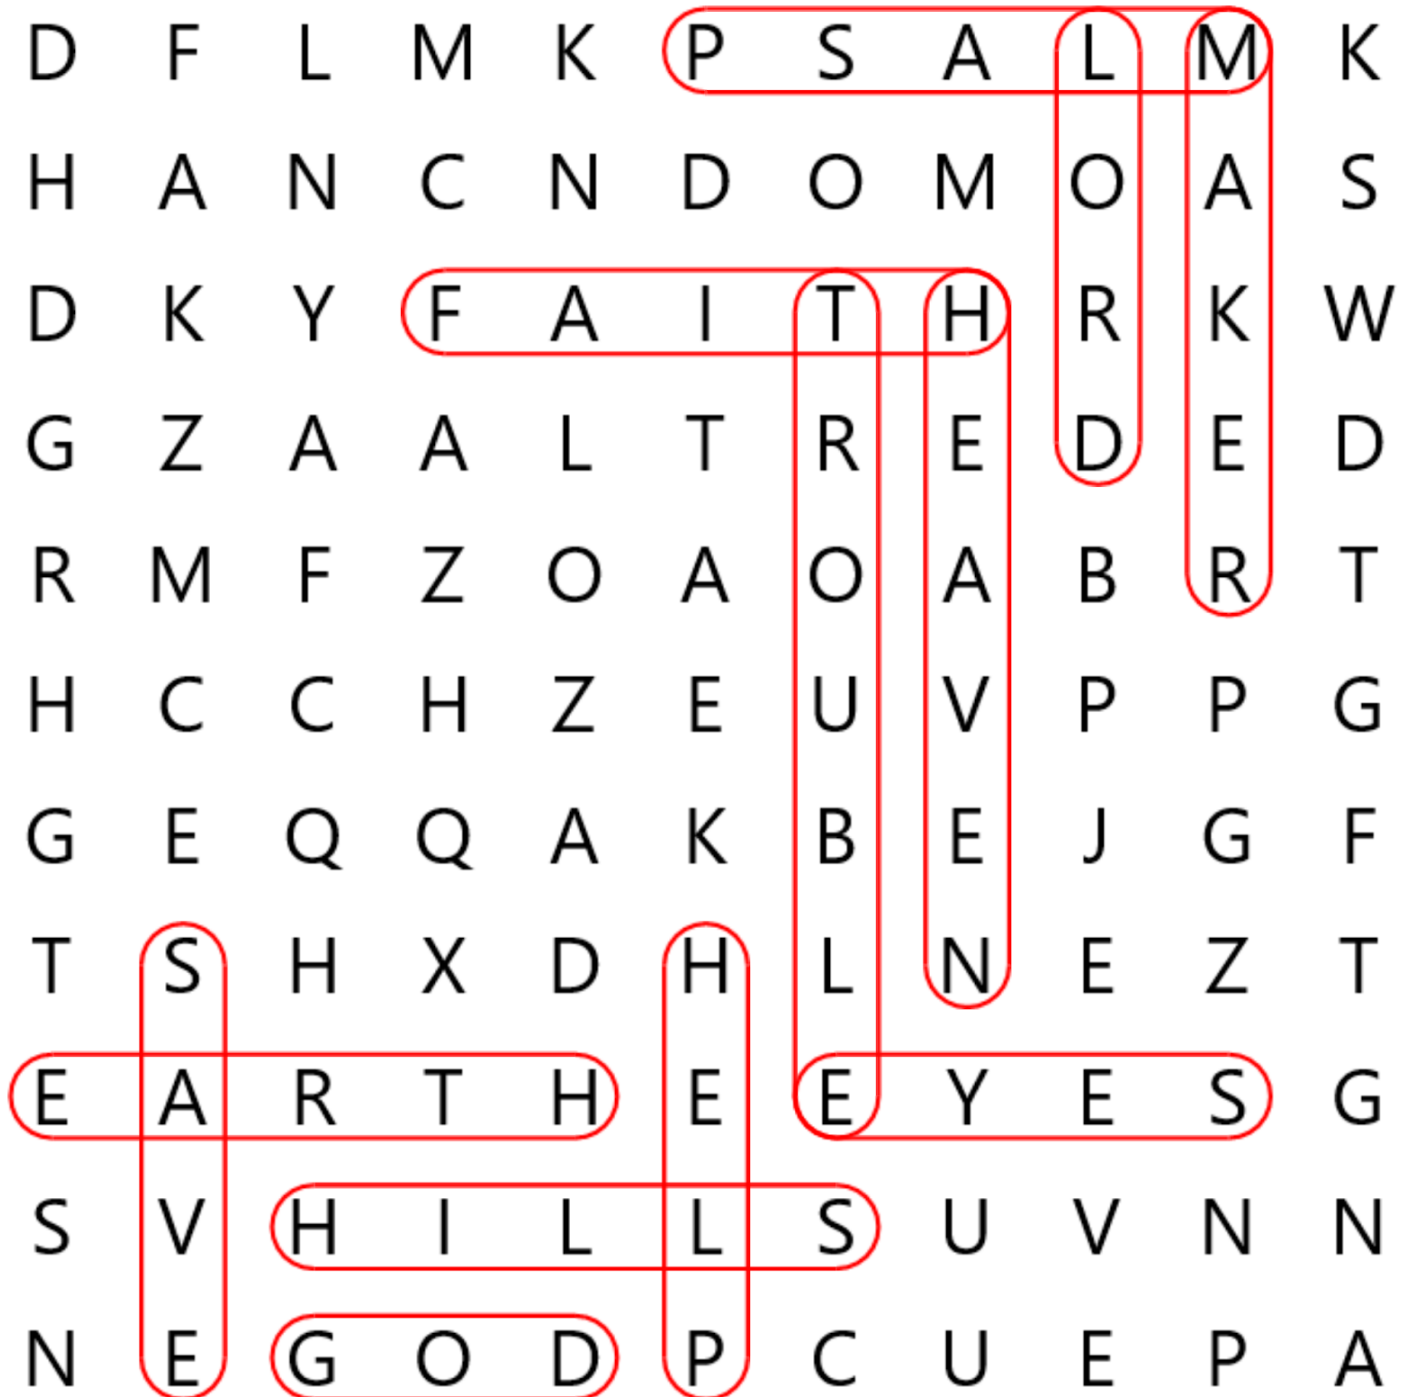 D F L M K P S A L M K
H A N C N D O M O A S
D K Y F A I T H R K W
G Z A A L T R E D E D
R M F Z O A O A B R T
H C C H Z E U V P P G
G E Q Q A K B E J G F
T S H X D H L N E Z T
E A R T H E E Y E S G
S V H I L L S U V N N
N E G O D P C U E P A